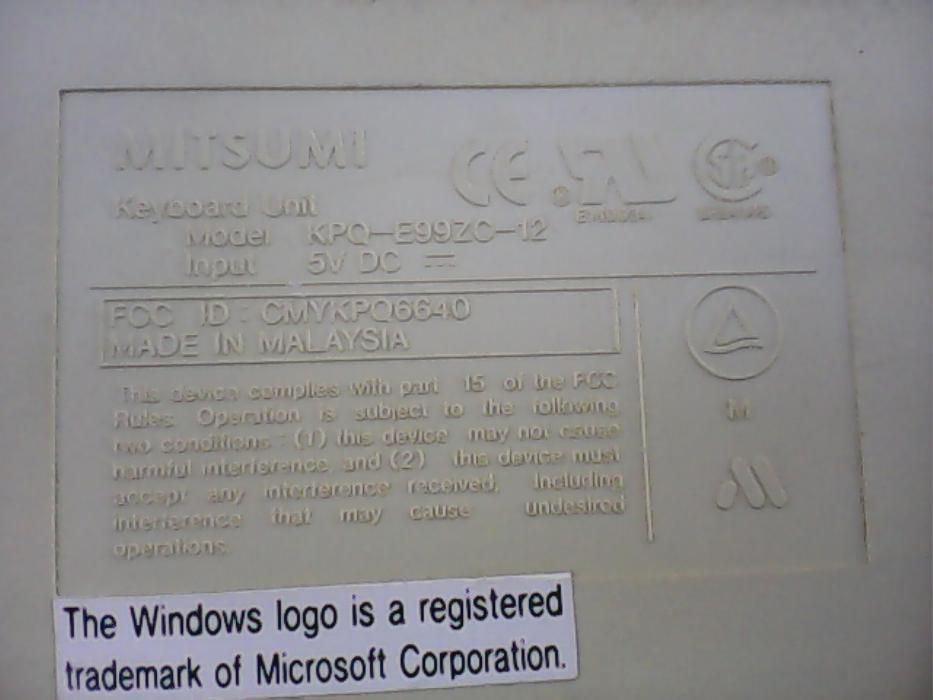 MITSUMI
CE
Keyboard Unit
Model KPQ-E99ZC-12
Input 5V DC
FCC ID : CMYKPQ6640
MADE IN MALAYSIA
This device complies with part 15 of the FCC
Rules. Operation is subject to the following
two conditions : (1) this device may not cause
harmful interference, and (2) this device must
accept any interference received, including
interference that may cause undesired
operations.
M
The Windows logo is a registered
trademark of Microsoft Corporation.